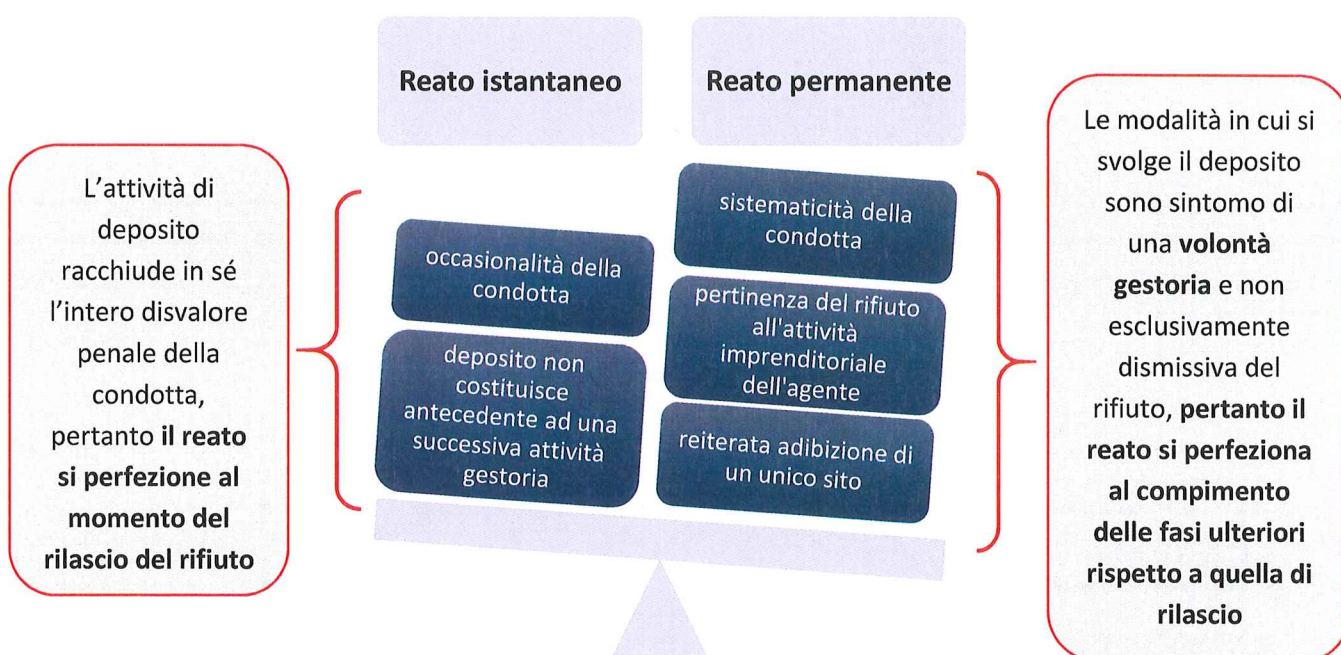 Reato istantaneo
Reato permanente
L'attività di
deposito
racchiude in sé
l'intero disvalore
penale della
condotta,
pertanto il reato
si perfezione al
momento del
rilascio del rifiuto
occasionalità della
condotta
deposito non
costituisce
antecedente ad una
successiva attività
gestoria
sistematicità della
condotta
pertinenza del rifiuto
all'attività
imprenditoriale
dell'agente
reiterata adibizione di
un unico sito
Le modalità in cui si
svolge il deposito
sono sintomo di
una volontà
gestoria e non
esclusivamente
dismissiva del
rifiuto, pertanto il
reato si perfeziona
al compimento
delle fasi ulteriori
rispetto a quella di
rilascio